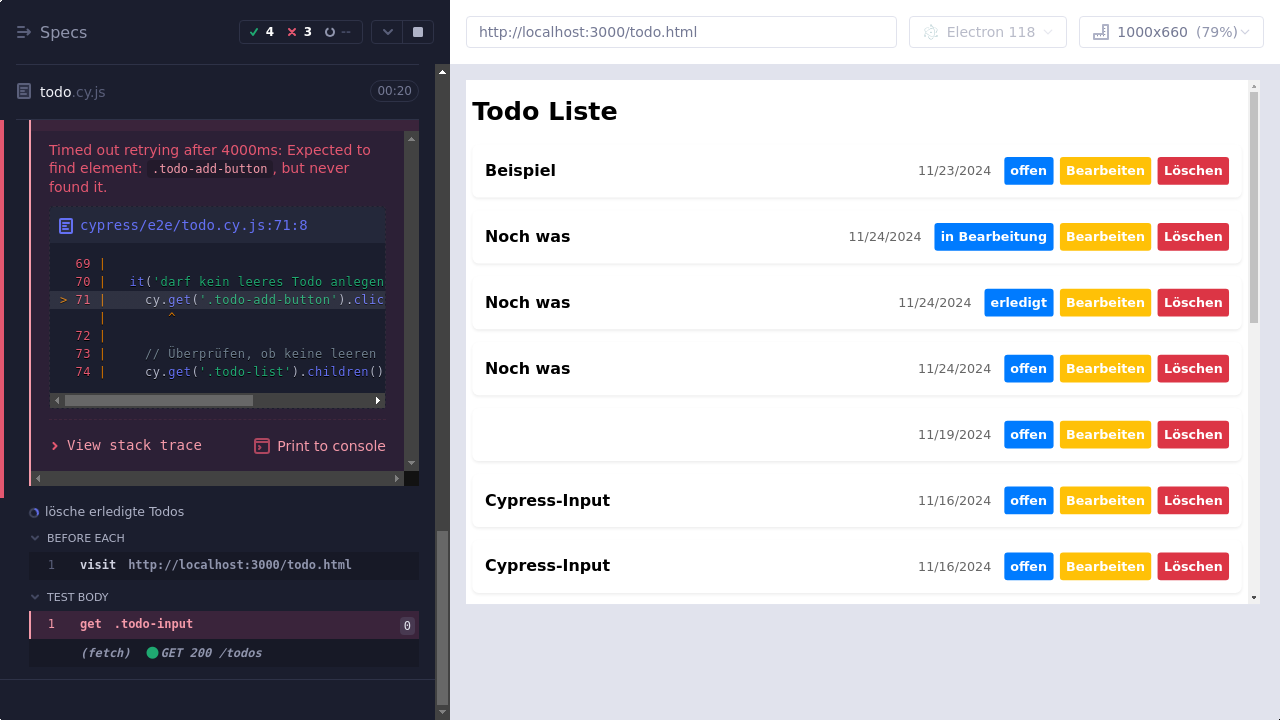 Specs
4
3
--
todo.cy.js
00:20
Timed out retrying after 4000ms: Expected to
find element: .todo-add-button, but never
found it.
cypress/e2e/todo.cy.js:71:8
69 |
70 |   it('darf kein leeres Todo anlegen
> 71 |     cy.get('.todo-add-button').clic
|        ^
72 |
73 |     // Überprüfen, ob keine leeren
74 |     cy.get('.todo-list').children()
View stack trace
Print to console
lösche erledigte Todos
BEFORE EACH
1 visit http://localhost:3000/todo.html
TEST BODY
1 get .todo-input 0
(fetch) GET 200 /todos
http://localhost:3000/todo.html
Electron 118
1000x660 (79%)
Todo Liste
Beispiel 11/23/2024 offen Bearbeiten Löschen
Noch was 11/24/2024 in Bearbeitung Bearbeiten Löschen
Noch was 11/24/2024 erledigt Bearbeiten Löschen
Noch was 11/24/2024 offen Bearbeiten Löschen
11/19/2024 offen Bearbeiten Löschen
Cypress-Input 11/16/2024 offen Bearbeiten Löschen
Cypress-Input 11/16/2024 offen Bearbeiten Löschen